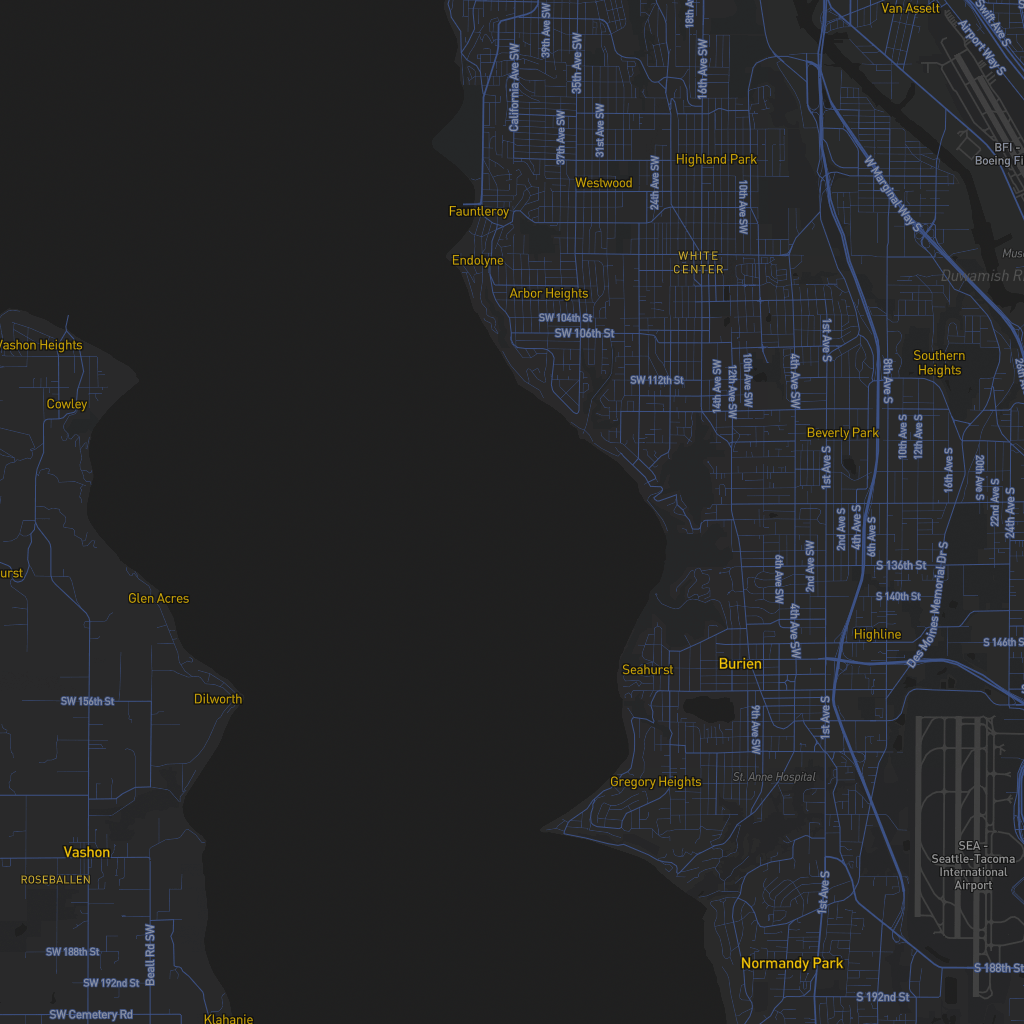 Van Asselt
Swift Ave S
Airport Way S
18th A
39th Ave SW
California Ave SW
35th Ave SW
16th Ave SW
37th Ave SW
31st Ave SW
BFI -
Boeing Fi
Highland Park
24th Ave SW
Westwood
10th Ave SW
W Marginal Way S
Fauntleroy
Endolyne
WHITE
CENTER
Muse
Duwamish R
Arbor Heights
SW 104th St
SW 106th St
1st Ave S
Vashon Heights
Southern
Heights
SW 112th St
14th Ave SW
12th Ave SW
10th Ave SW
4th Ave SW
8th Ave S
Cowley
Beverly Park
10th Ave S
12th Ave S
1st Ave S
16th Ave S
20th Ave S
22nd Ave S
24th Ave S
2nd Ave S
4th Ave S
6th Ave S
urst
6th Ave SW
2nd Ave SW
S 136th St
Glen Acres
S 140th St
4th Ave SW
Des Moines Memorial Dr S
Highline
S 146th S
Seahurst
Burien
SW 156th St
Dilworth
9th Ave SW
1st Ave S
Gregory Heights
St. Anne Hospital
Vashon
ROSEBALLEN
SEA -
Seattle-Tacoma
International
Airport
1st Ave S
SW 188th St
Beall Rd SW
Normandy Park
S 188th St
SW 192nd St
S 192nd St
SW Cemetery Rd
Klahanie